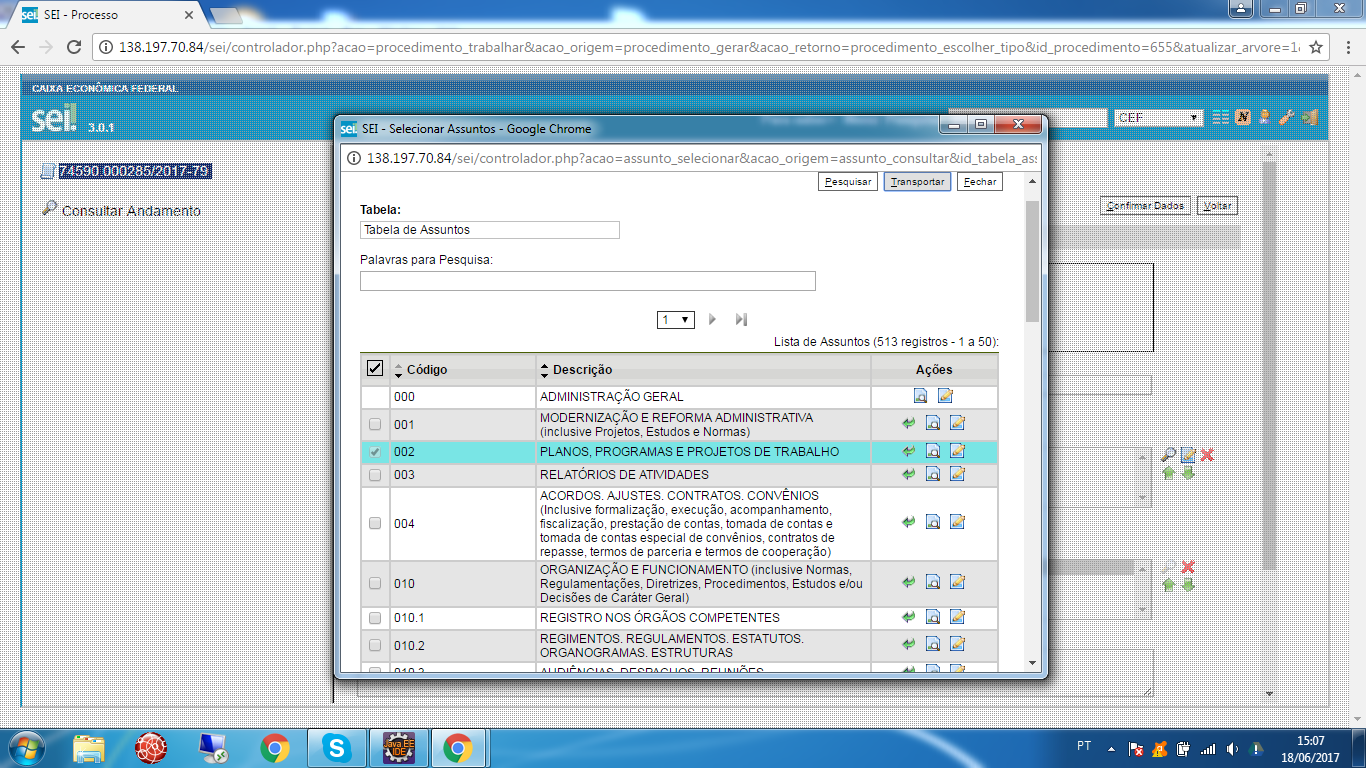 SEI - Processo
138.197.70.84/sei/controlador.php?acao=procedimento_trabalhar&acao_origem=procedimento_gerar&acao_retorno=procedimento_escolher_tipo&id_procedimento=655&atualizar_arvore=1
CAIXA ECONÔMICA FEDERAL
sei! 3.0.1
CEF
74590.000285/2017-79
Consultar Andamento
Confirmar Dados Voltar
SEI - Selecionar Assuntos - Google Chrome
138.197.70.84/sei/controlador.php?acao=assunto_selecionar&acao_origem=assunto_consultar&id_tabela_ass
Pesquisar Transportar Fechar
Tabela:
Tabela de Assuntos
Palavras para Pesquisa:
1
Lista de Assuntos (513 registros - 1 a 50):
Código Descrição Ações
000 ADMINISTRAÇÃO GERAL
001 MODERNIZAÇÃO E REFORMA ADMINISTRATIVA
(inclusive Projetos, Estudos e Normas)
002 PLANOS, PROGRAMAS E PROJETOS DE TRABALHO
003 RELATÓRIOS DE ATIVIDADES
004 ACORDOS. AJUSTES. CONTRATOS. CONVÊNIOS
(Inclusive formalização, execução, acompanhamento,
fiscalização, prestação de contas, tomada de contas e
tomada de contas especial de convênios, contratos de
repasse, termos de parceria e termos de cooperação)
010 ORGANIZAÇÃO E FUNCIONAMENTO (inclusive Normas,
Regulamentações, Diretrizes, Procedimentos, Estudos e/ou
Decisões de Caráter Geral)
010.1 REGISTRO NOS ÓRGÃOS COMPETENTES
010.2 REGIMENTOS. REGULAMENTOS. ESTATUTOS.
ORGANOGRAMAS. ESTRUTURAS
010.3 AUDIÊNCIAS. DESPACHOS. REUNIÕES
Java EE
IDE
PT
15:07
18/06/2017